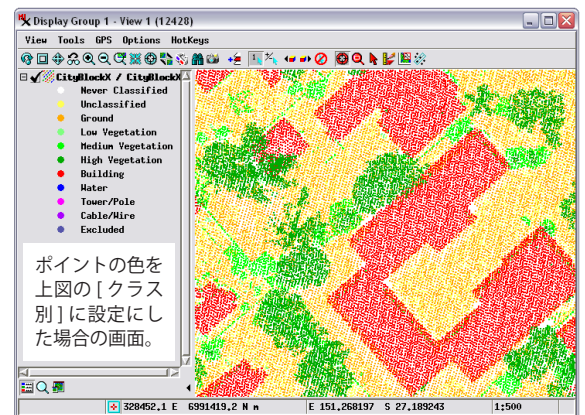 Display Group 1 - View 1 (12428)
View Tools GPS Options HotKeys
CityBlockX / CityBlockX
Never Classified
Unclassified
Ground
Low Vegetation
Medium Vegetation
High Vegetation
Building
Water
Tower/Pole
Cable/Wire
Excluded
ポイントの色を
上図の [ クラス
別 ] に設定にし
た場合の画面。
328452.1 E 6991419.2 N m
E 151.268197 S 27.189243
1:500